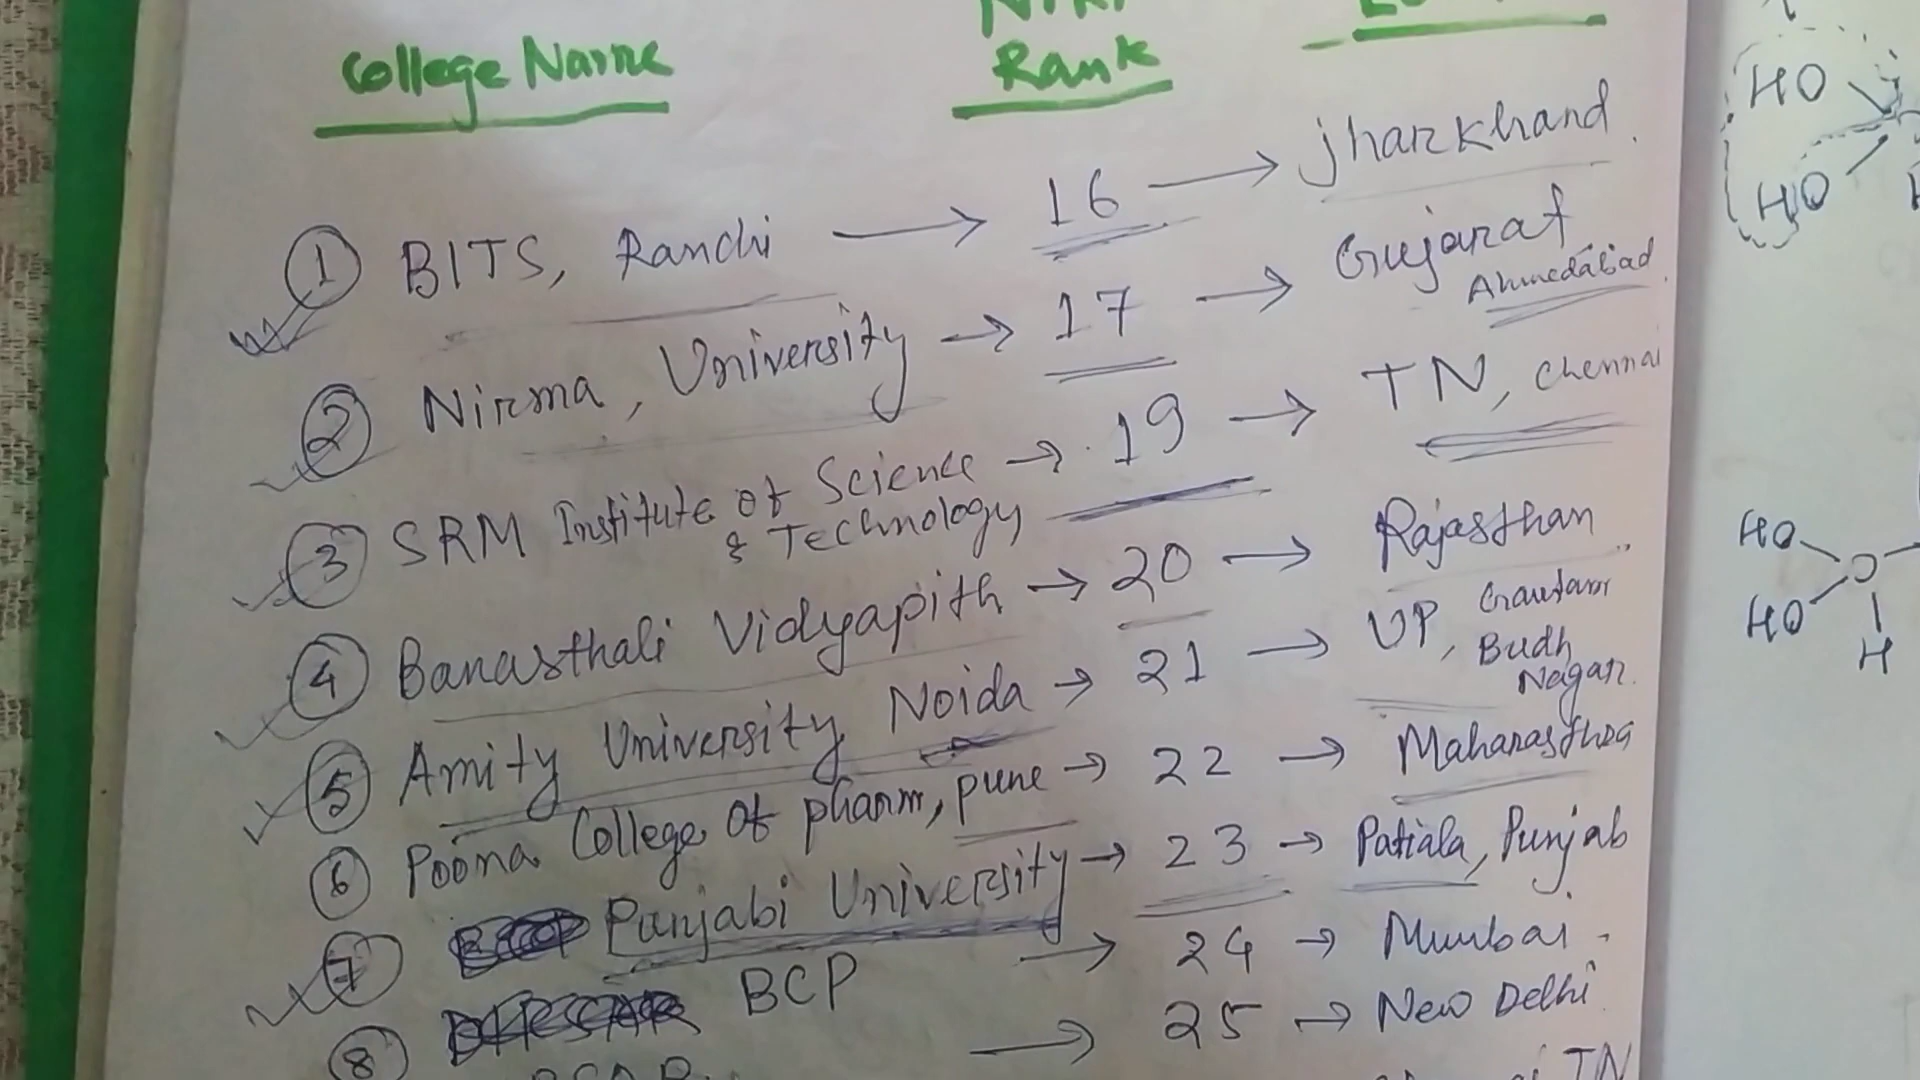 College Name Rank
① BITS, Ranchi → 16 → Jharkhand.
② Nirma, University → 17 → Gujarat
Ahmedabad.
③ SRM Institute of Science → 19 → TN, Chennai
& Technology
④ Banasthali Vidyapith → 20 → Rajasthan
⑤ Amity University Noida → 21 → UP, Gautam
Budh
Nagar.
⑥ Poona College of pharm, pune → 22 → Maharasthra
⑦ Punjabi University → 23 → Patiala, Punjab
⑧ BCP → 24 → Mumbai
→ 25 → New Delhi
TN
HO
HO
HO
HO
H